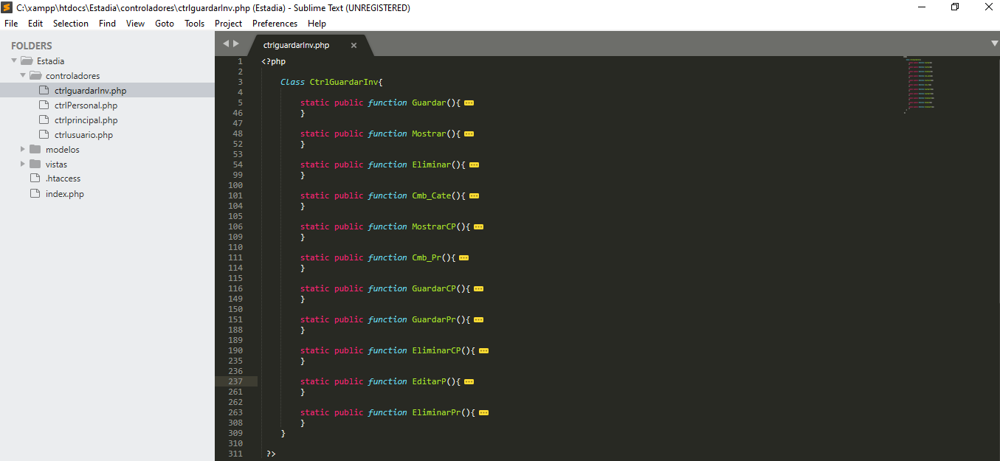 C:\xampp\htdocs\Estadia\controladores\ctrlguardarInv.php (Estadia) - Sublime Text (UNREGISTERED)
File Edit Selection Find View Goto Tools Project Preferences Help
FOLDERS
Estadia
controladores
ctrlguardarInv.php
ctrlPersonal.php
ctrlprincipal.php
ctrlusuario.php
modelos
vistas
.htaccess
index.php
ctrlguardarInv.php
1 <?php
2
3 Class CtrlGuardarInv{
4
5 static public function Guardar(){
46 }
47
48 static public function Mostrar(){
52 }
53
54 static public function Eliminar(){
99 }
100
101 static public function Cmb_Cate(){
104 }
105
106 static public function MostrarCP(){
109 }
110
111 static public function Cmb_Pr(){
114 }
115
116 static public function GuardarCP(){
149 }
150
151 static public function GuardarPr(){
188 }
189
190 static public function EliminarCP(){
235 }
236
237 static public function EditarP(){
261 }
262
263 static public function EliminarPr(){
308 }
309 }
310
311 ?>